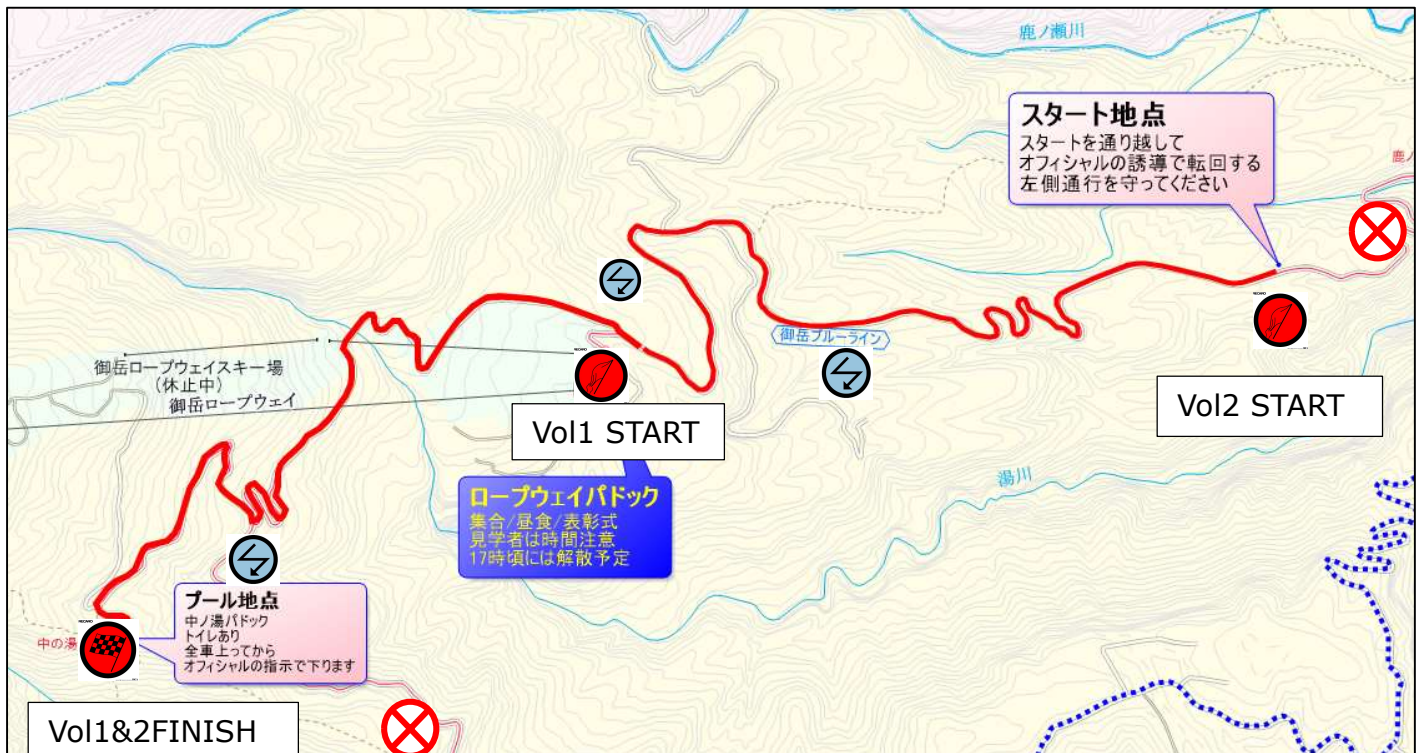 鹿ノ瀬川
スタート地点
スタートを通り越して
オフィシャルの誘導で転回する
左側通行を守ってください
鹿ノ
御岳ブルーライン
御岳ロープウェイスキー場
(休止中)
御岳ロープウェイ
RECARO
RECARO
Vol1 START
Vol2 START
湯川
ロープウェイパドック
集合/昼食/表彰式
見学者は時間注意
17時頃には解散予定
プール地点
中ノ湯パドック
トイレあり
全車上ってから
オフィシャルの指示で下ります
RECARO
中の湯
Vol1&2FINISH